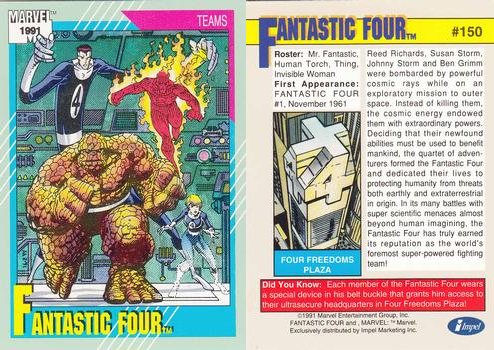 MARVEL
1991
TEAMS
4
FANTASTIC FOUR™
FANTASTIC FOUR™
#150
Roster: Mr. Fantastic,
Human Torch, Thing,
Invisible Woman
First Appearance:
FANTASTIC FOUR
#1, November 1961
4
FOUR FREEDOMS
PLAZA
Reed Richards, Susan Storm,
Johnny Storm and Ben Grimm
were bombarded by powerful
cosmic rays while on an
exploratory mission to outer
space. Instead of killing them,
the cosmic energy endowed
them with extraordinary powers.
Deciding that their newfound
abilities must be used to benefit
mankind, the quartet of adven-
turers formed the Fantastic Four
and dedicated their lives to
protecting humanity from threats
both earthly and extraterrestrial
in origin. In its many battles with
super scientific menaces almost
beyond human imagining, the
Fantastic Four has truly earned
its reputation as the world's
foremost super-powered fighting
team!
Did You Know: Each member of the Fantastic Four wears
a special device in his belt buckle that grants him access to
their ultrasecure headquarters in Four Freedoms Plaza!
©1991 Marvel Entertainment Group, Inc.
FANTASTIC FOUR and , MARVEL: ™ Marvel.
Exclusively distributed by Impel Marketing Inc.
Impel